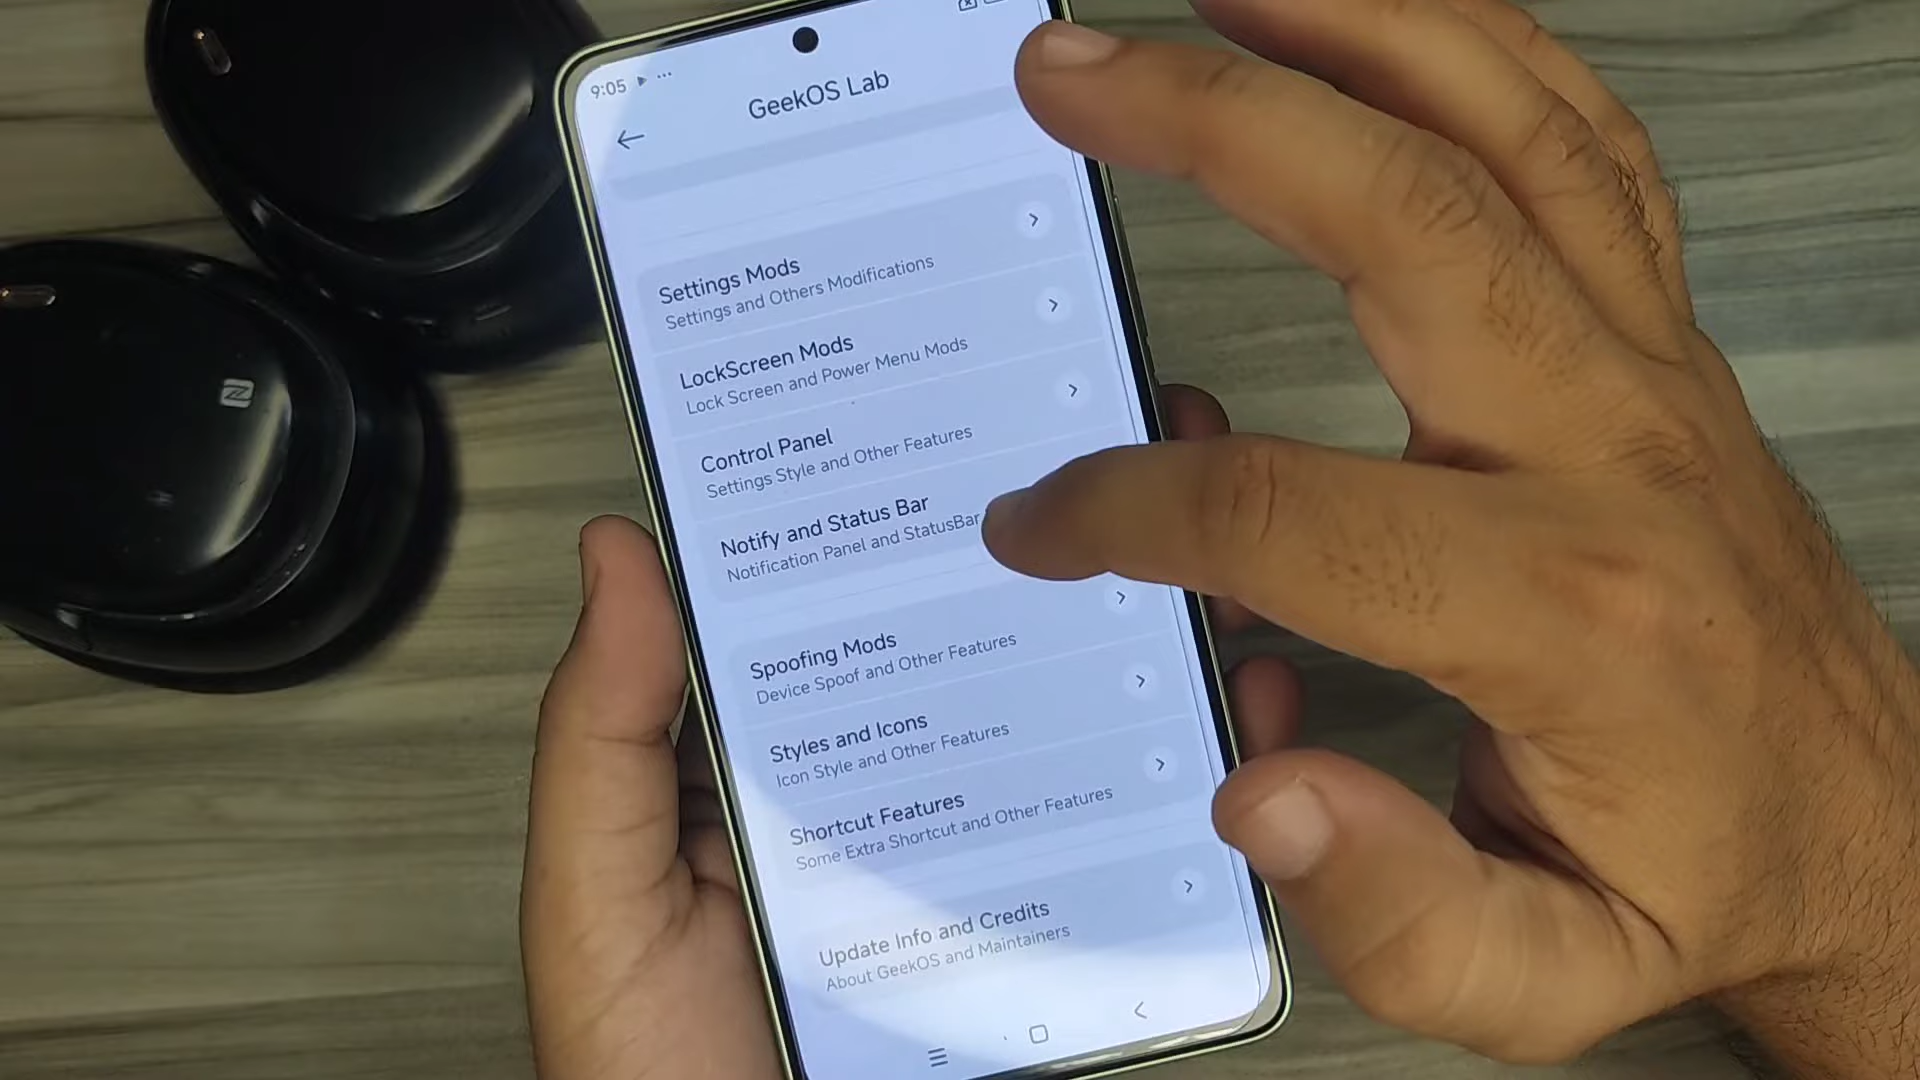 9:05
GeekOS Lab
Settings Mods
Settings and Others Modifications
LockScreen Mods
Lock Screen and Power Menu Mods
Control Panel
Settings Style and Other Features
Notify and Status Bar
Notification Panel and StatusBar
Spoofing Mods
Device Spoof and Other Features
Styles and Icons
Icon Style and Other Features
Shortcut Features
Some Extra Shortcut and Other Features
Update Info and Credits
About GeekOS and Maintainers